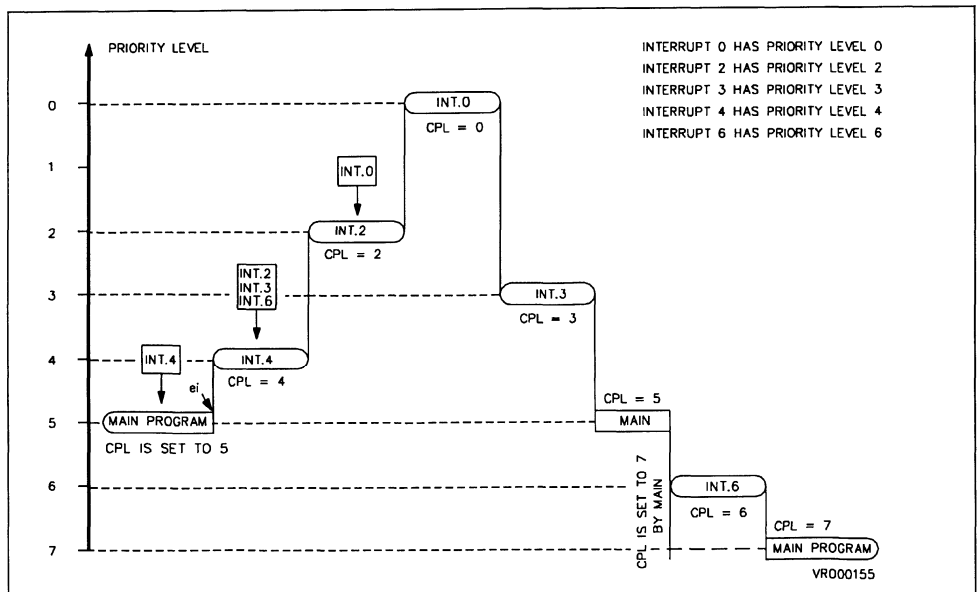 PRIORITY LEVEL
INTERRUPT 0 HAS PRIORITY LEVEL 0
INTERRUPT 2 HAS PRIORITY LEVEL 2
INTERRUPT 3 HAS PRIORITY LEVEL 3
INTERRUPT 4 HAS PRIORITY LEVEL 4
INTERRUPT 6 HAS PRIORITY LEVEL 6
0
INT.0
CPL = 0
1
INT.0
2
INT.2
CPL = 2
INT.2
INT.3
INT.6
3
INT.3
CPL = 3
4
INT.4
INT.4
CPL = 4
ei
5
MAIN PROGRAM
CPL IS SET TO 5
CPL = 5
MAIN
CPL IS SET TO 7
BY MAIN
6
INT.6
CPL = 6
CPL = 7
7
MAIN PROGRAM
VR000155